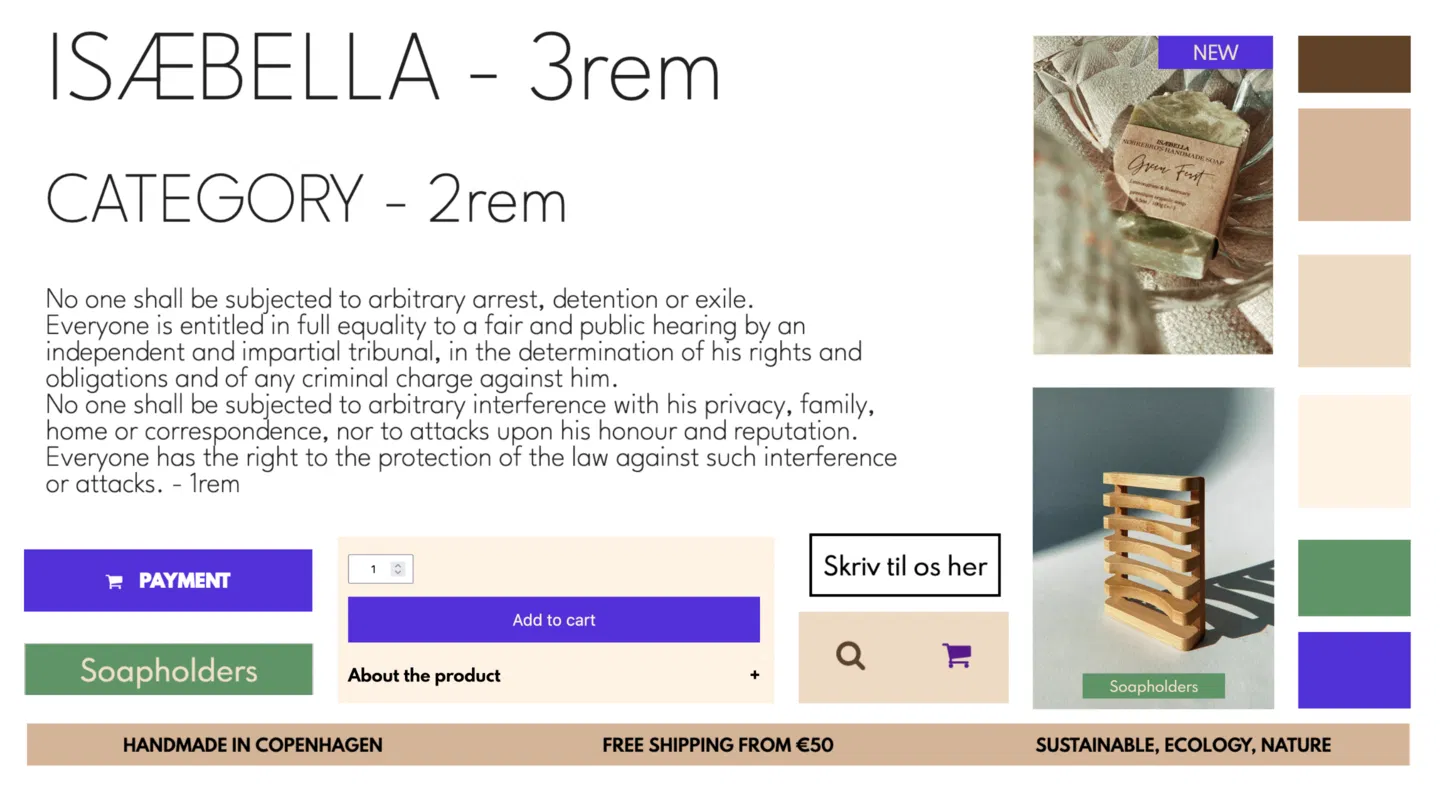 ISÆBELLA - 3rem
CATEGORY - 2rem
No one shall be subjected to arbitrary arrest, detention or exile.
Everyone is entitled in full equality to a fair and public hearing by an
independent and impartial tribunal, in the determination of his rights and
obligations and of any criminal charge against him.
No one shall be subjected to arbitrary interference with his privacy, family,
home or correspondence, nor to attacks upon his honour and reputation.
Everyone has the right to the protection of the law against such interference
or attacks. - 1rem
NEW
ISÆBELLA
NØRREBRO'S HANDMADE SOAP
Green
Lemongrass & Rosemary
PAYMENT
Soapholders
1
Add to cart
About the product
+
Skriv til os her
Soapholders
HANDMADE IN COPENHAGEN
FREE SHIPPING FROM €50
SUSTAINABLE, ECOLOGY, NATURE